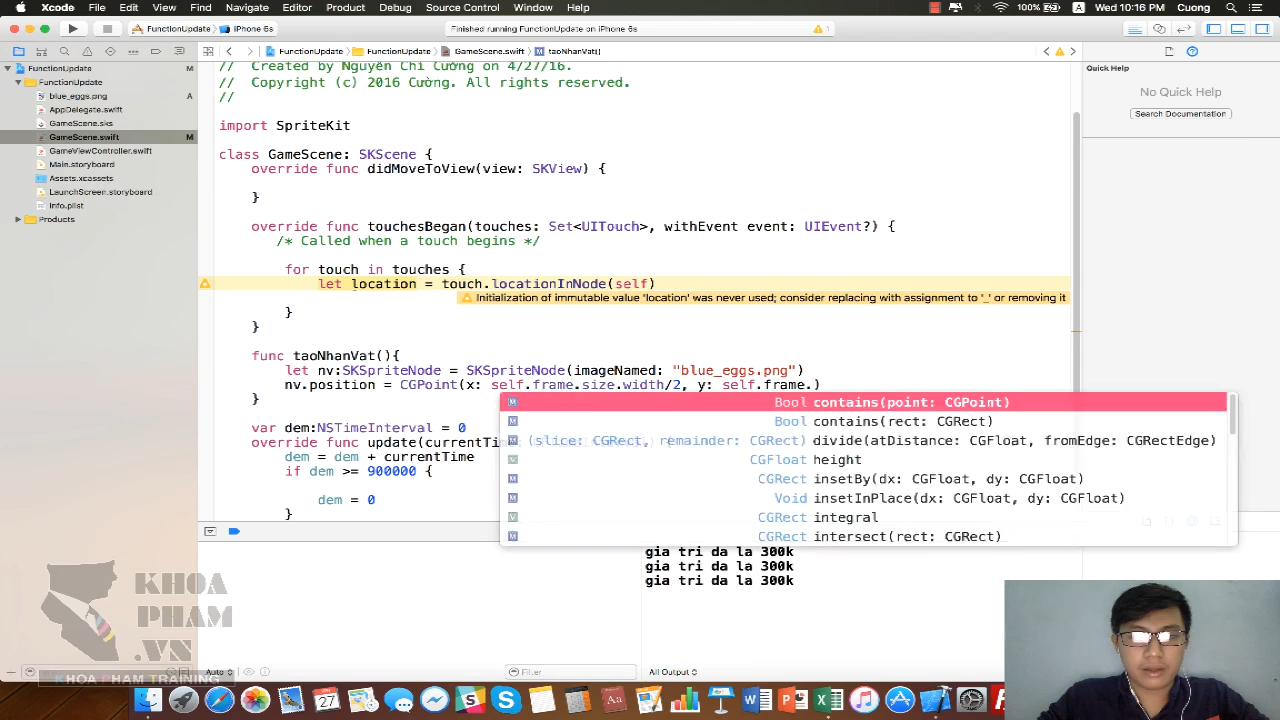 Xcode File Edit View Find Navigate Editor Product Debug Source Control Window Help 100% A Wed 10:16 PM Cuong
FunctionUpdate iPhone 6s Finished running FunctionUpdate on iPhone 6s 1
FunctionUpdate FunctionUpdate GameScene.swift M taoNhanVat()
Quick Help
No Quick Help
Search Documentation
FunctionUpdate M
FunctionUpdate
blue_eggs.png A
AppDelegate.swift
GameScene.sks
GameScene.swift M
GameViewController.swift
Main.storyboard
Assets.xcassets
LaunchScreen.storyboard
Info.plist
Products
// Created by Nguyễn Chí Cường on 4/27/16.
// Copyright (c) 2016 Cường. All rights reserved.
//
import SpriteKit
class GameScene: SKScene {
override func didMoveToView(view: SKView) {
}
override func touchesBegan(touches: Set<UITouch>, withEvent event: UIEvent?) {
/* Called when a touch begins */
for touch in touches {
let location = touch.locationInNode(self)
Initialization of immutable value 'location' was never used; consider replacing with assignment to '_' or removing it
}
}
func taoNhanVat(){
let nv:SKSpriteNode = SKSpriteNode(imageNamed: "blue_eggs.png")
nv.position = CGPoint(x: self.frame.size.width/2, y: self.frame.)
}
var dem:NSTimeInterval = 0
override func update(currentTi
dem = dem + currentTime
if dem >= 900000 {
dem = 0
}
M Bool contains(point: CGPoint)
M Bool contains(rect: CGRect)
M (slice: CGRect, remainder: CGRect) divide(atDistance: CGFloat, fromEdge: CGRectEdge)
V CGFloat height
M CGRect insetBy(dx: CGFloat, dy: CGFloat)
M Void insetInPlace(dx: CGFloat, dy: CGFloat)
V CGRect integral
M CGRect intersect(rect: CGRect)
gia tri da la 300k
gia tri da la 300k
gia tri da la 300k
KHOA
PHAM
.VN
KHOA PHAM TRAINING
Auto Filter All Output